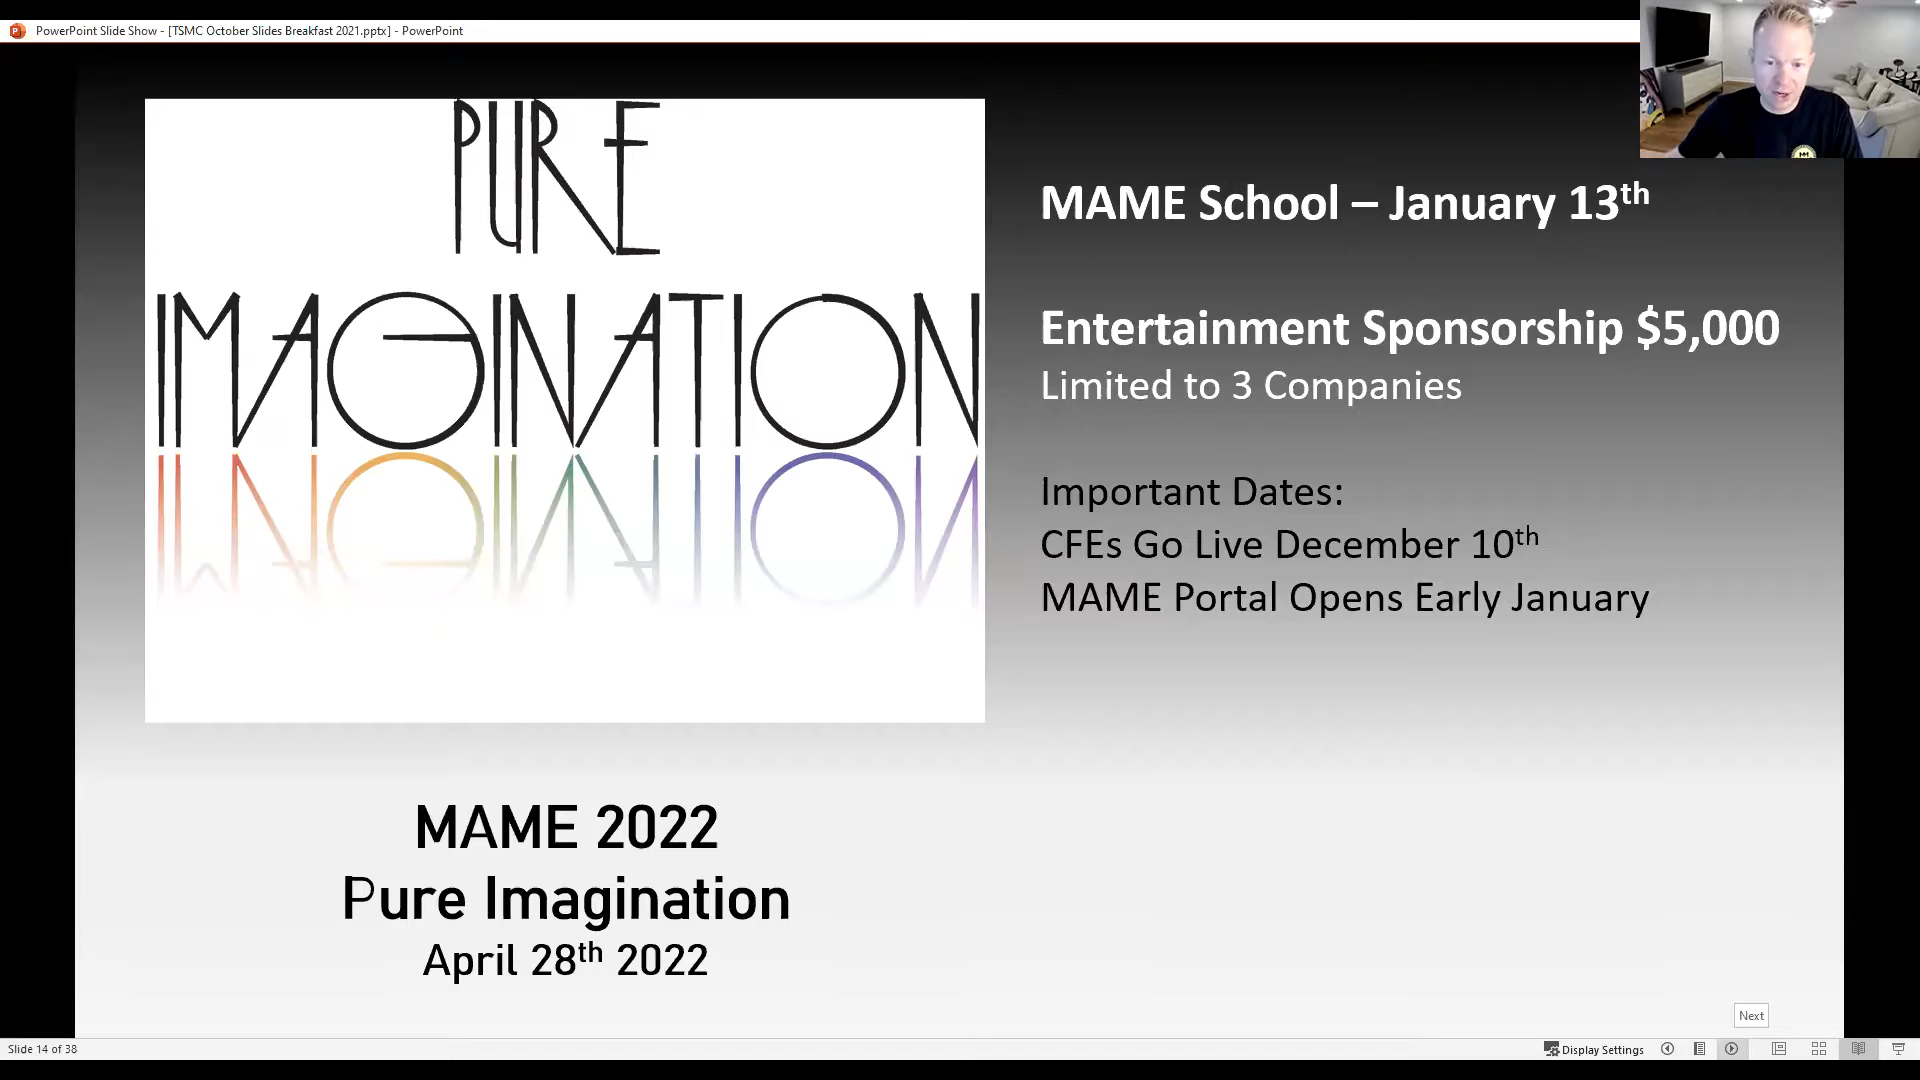 PowerPoint Slide Show - [TSMC October Slides Breakfast 2021.pptx] - PowerPoint
PURE
IMAGINATION
MAME School – January 13th
Entertainment Sponsorship $5,000
Limited to 3 Companies
Important Dates:
CFEs Go Live December 10th
MAME Portal Opens Early January
MAME 2022
Pure Imagination
April 28th 2022
Next
Slide 14 of 38
Display Settings